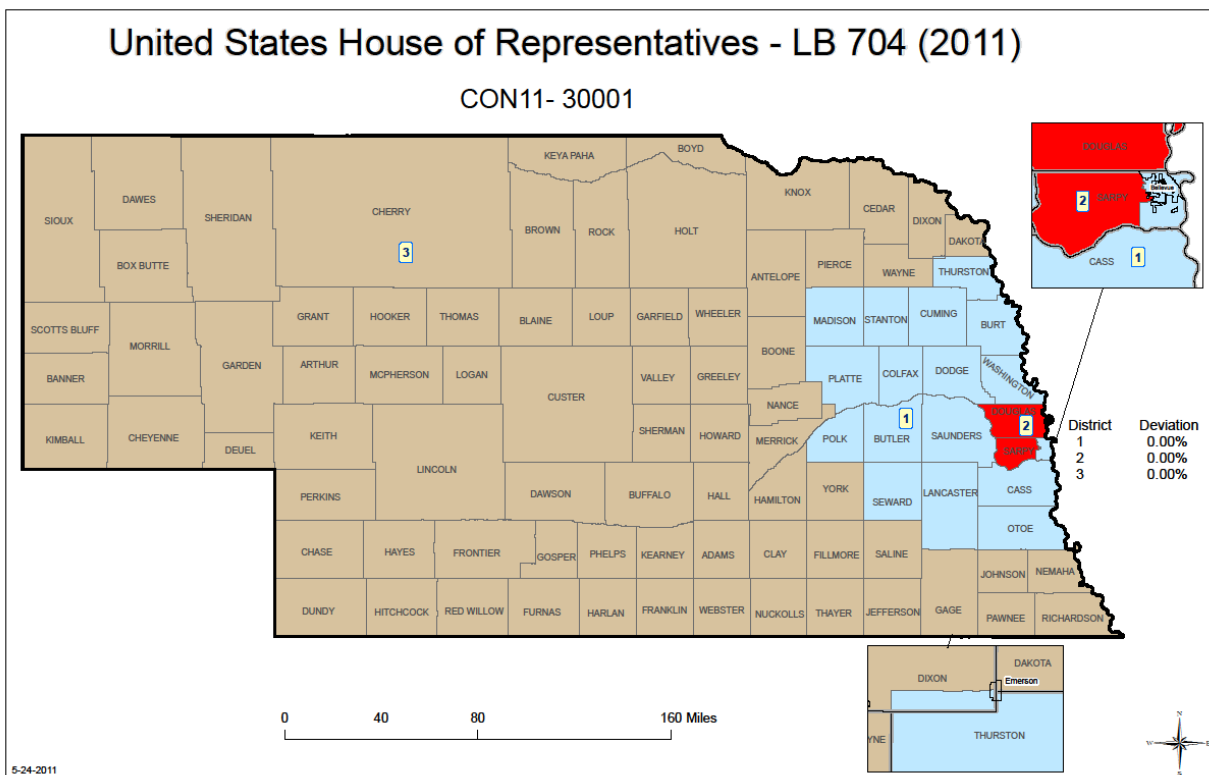 United States House of Representatives - LB 704 (2011)
CON11- 30001
DOUGLAS
SARPY
Bellevue
2
CASS
1
KEYA PAHA
BOYD
KNOX
CEDAR
DIXON
DAKOTA
SIOUX
DAWES
SHERIDAN
CHERRY
3
BROWN
ROCK
HOLT
BOX BUTTE
ANTELOPE
PIERCE
WAYNE
THURSTON
SCOTTS BLUFF
MORRILL
GARDEN
GRANT
HOOKER
THOMAS
BLAINE
LOUP
GARFIELD
WHEELER
MADISON
STANTON
CUMING
BURT
BANNER
ARTHUR
MCPHERSON
LOGAN
CUSTER
VALLEY
GREELEY
BOONE
PLATTE
COLFAX
DODGE
WASHINGTON
KIMBALL
CHEYENNE
DEUEL
KEITH
LINCOLN
SHERMAN
HOWARD
NANCE
MERRICK
POLK
BUTLER
1
SAUNDERS
DOUGLAS
2
SARPY
District Deviation
1 0.00%
2 0.00%
3 0.00%
PERKINS
DAWSON
BUFFALO
HALL
HAMILTON
YORK
SEWARD
LANCASTER
CASS
OTOE
CHASE
HAYES
FRONTIER
GOSPER
PHELPS
KEARNEY
ADAMS
CLAY
FILLMORE
SALINE
JOHNSON
NEMAHA
DUNDY
HITCHCOCK
RED WILLOW
FURNAS
HARLAN
FRANKLIN
WEBSTER
NUCKOLLS
THAYER
JEFFERSON
GAGE
PAWNEE
RICHARDSON
DIXON
DAKOTA
Emerson
YNE
THURSTON
0 40 80 160 Miles
N
W E
S
5-24-2011